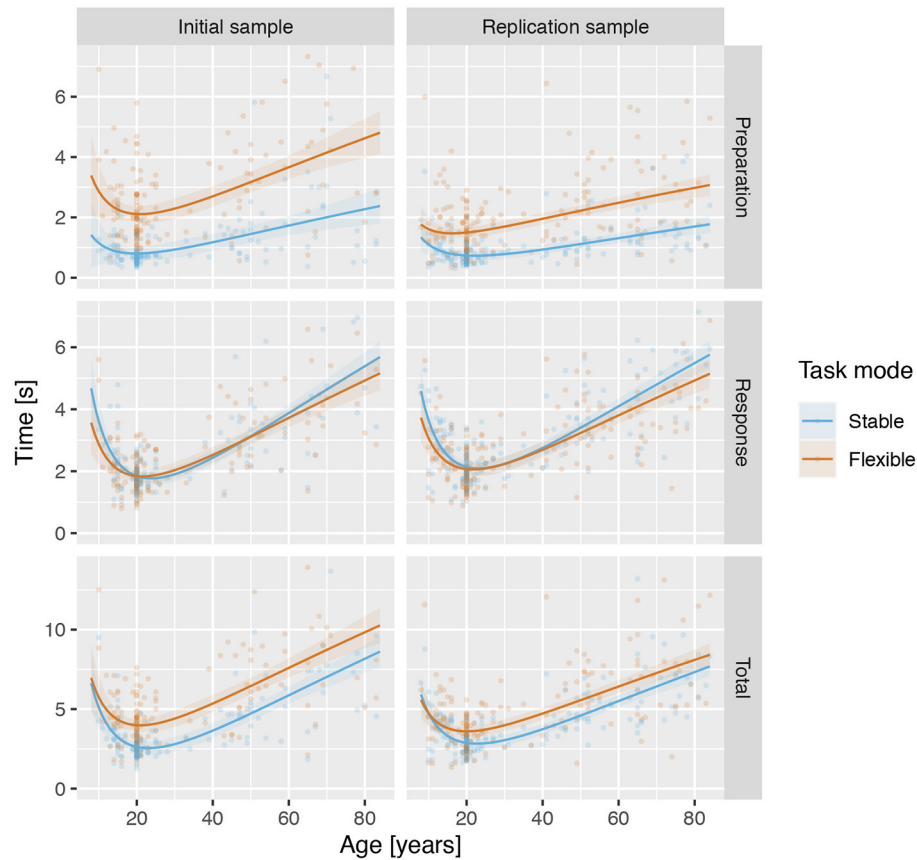 Initial sample
Replication sample
6
4
2
0
Preparation
6
4
2
0
Response
10
5
0
Total
20
40
60
80
20
40
60
80
Time [s]
Age [years]
Task mode
Stable
Flexible